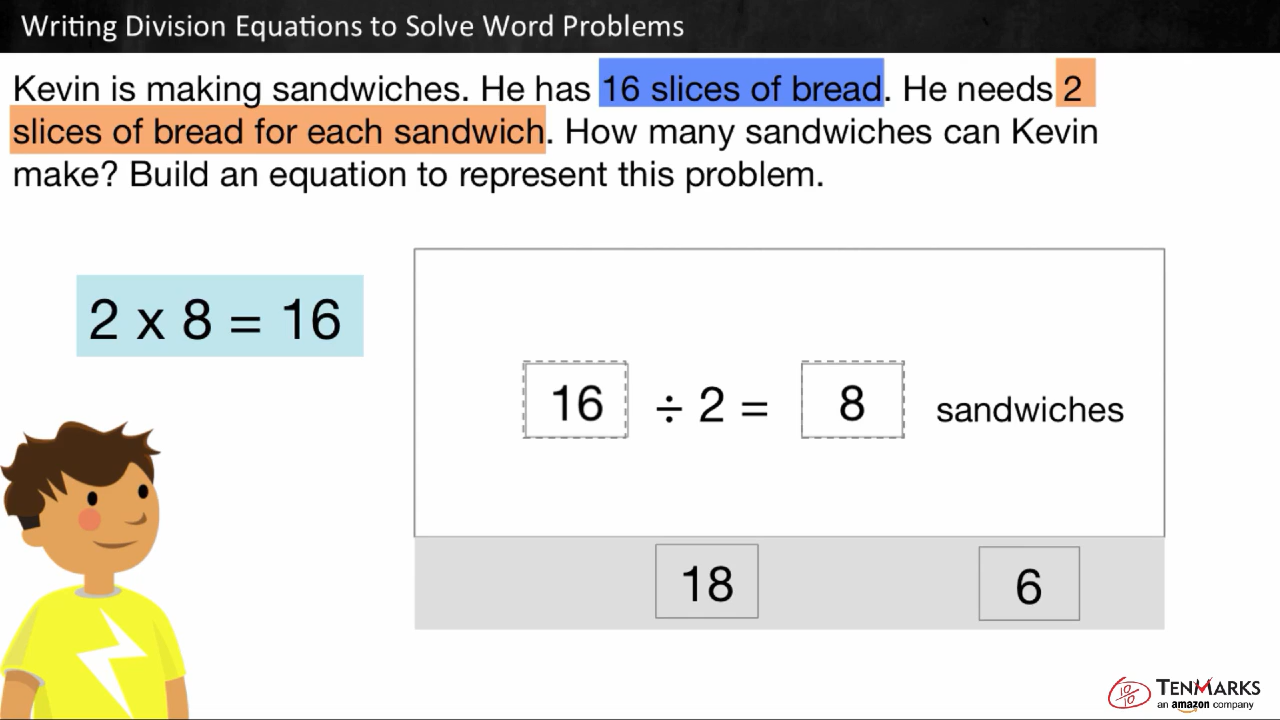 Writing Division Equations to Solve Word Problems
Kevin is making sandwiches. He has 16 slices of bread. He needs 2
slices of bread for each sandwich. How many sandwiches can Kevin
make? Build an equation to represent this problem.
2 x 8 = 16
16 ÷ 2 = 8 sandwiches
18 6
10/10 TENMARKS
an amazon company